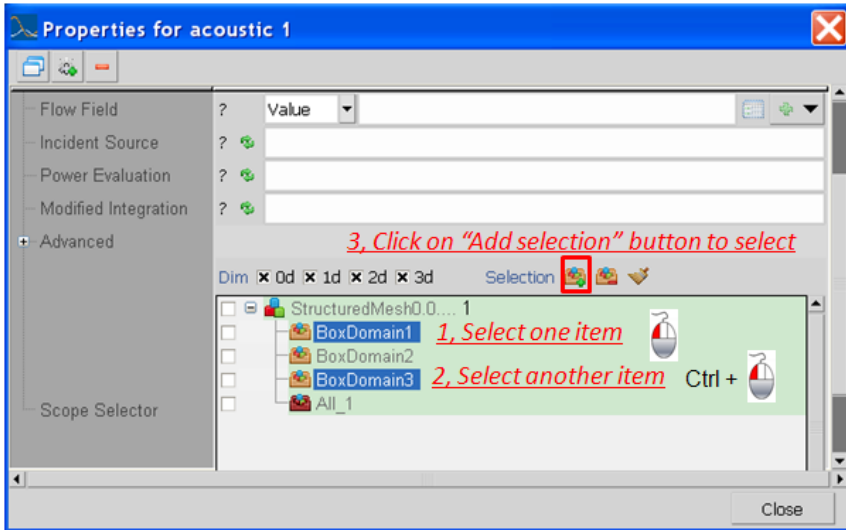 Properties for acoustic 1
Flow Field ? Value
Incident Source ?
Power Evaluation ?
Modified Integration ?
Advanced
3, Click on “Add selection” button to select
Dim 0d 1d 2d 3d Selection
StructuredMesh0.0.... 1
BoxDomain1 1, Select one item
BoxDomain2
BoxDomain3 2, Select another item Ctrl +
Scope Selector All_1
Close